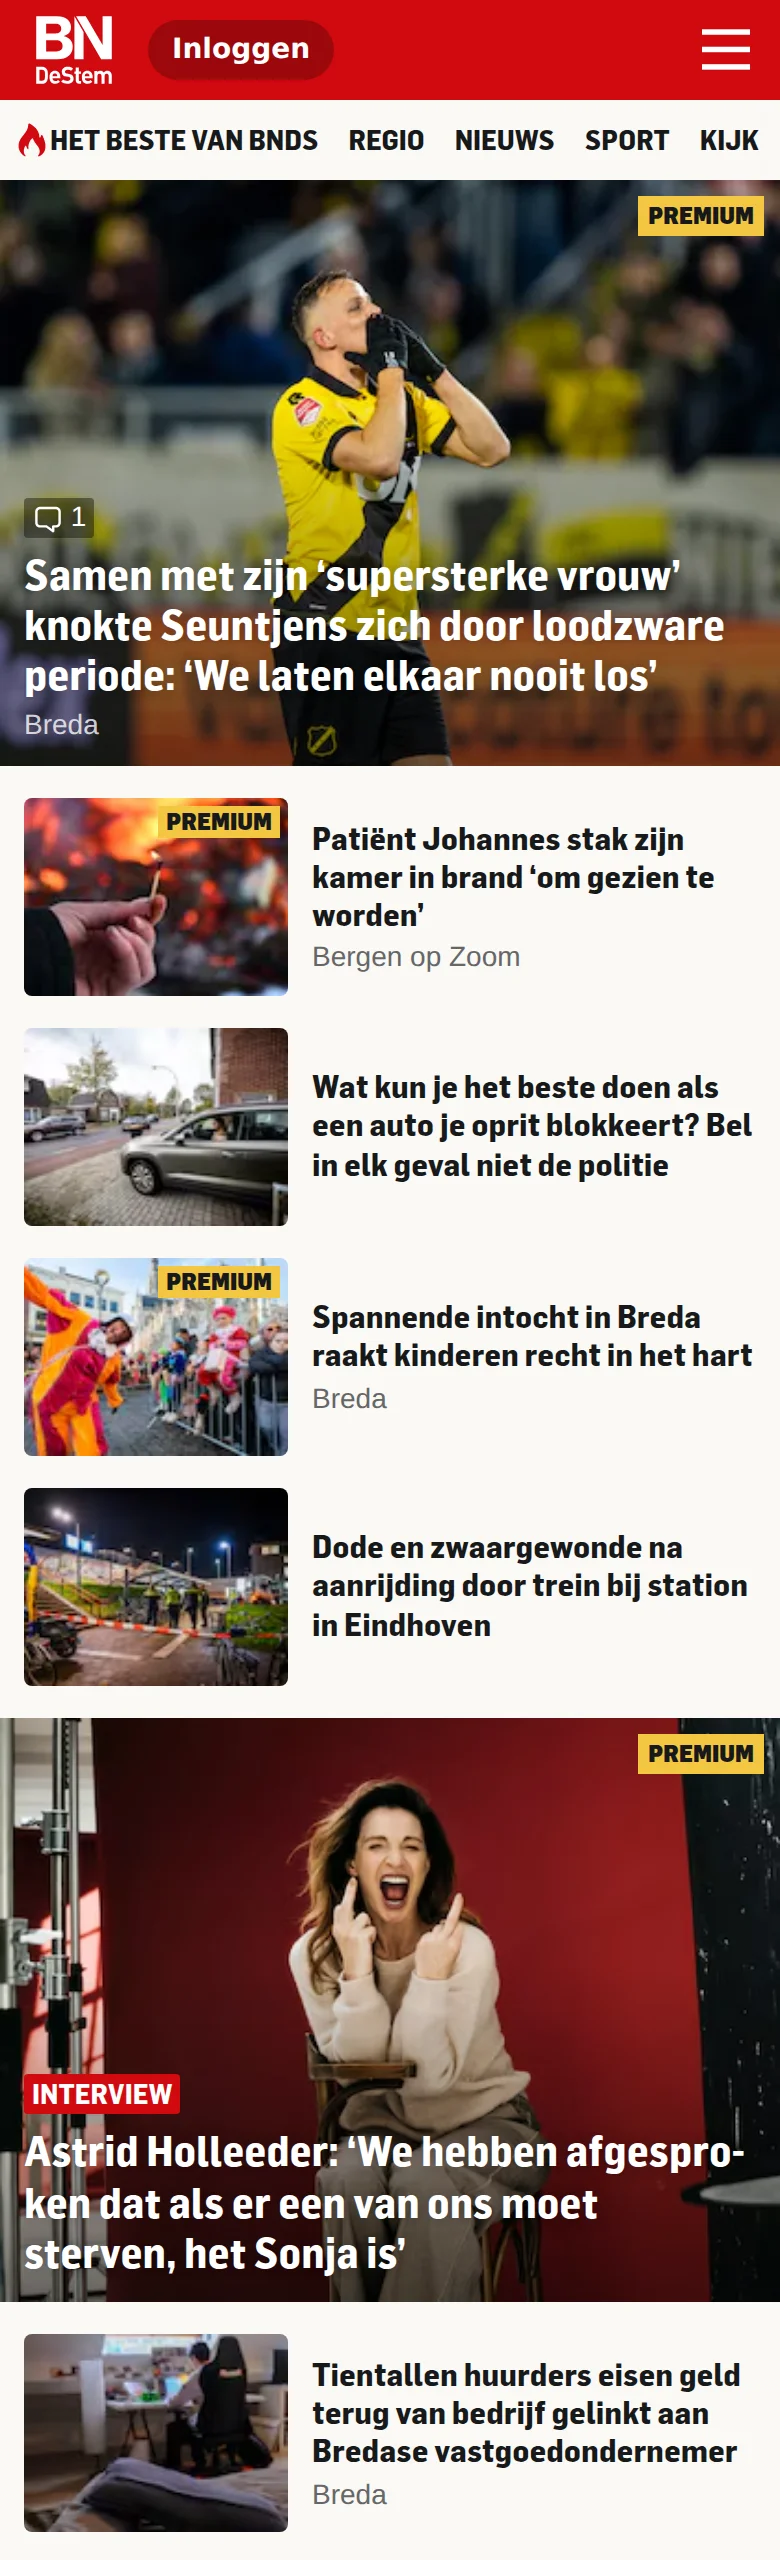 BN
DeStem
Inloggen
HET BESTE VAN BNDS REGIO NIEUWS SPORT KIJK
PREMIUM
1
Samen met zijn ‘supersterke vrouw’
knokte Seuntjens zich door loodzware
periode: ‘We laten elkaar nooit los’
Breda
PREMIUM
Patiënt Johannes stak zijn
kamer in brand ‘om gezien te
worden’
Bergen op Zoom
Wat kun je het beste doen als
een auto je oprit blokkeert? Bel
in elk geval niet de politie
PREMIUM
Spannende intocht in Breda
raakt kinderen recht in het hart
Breda
Dode en zwaargewonde na
aanrijding door trein bij station
in Eindhoven
PREMIUM
INTERVIEW
Astrid Holleeder: ‘We hebben afgespro-
ken dat als er een van ons moet
sterven, het Sonja is’
Tientallen huurders eisen geld
terug van bedrijf gelinkt aan
Bredase vastgoedondernemer
Breda